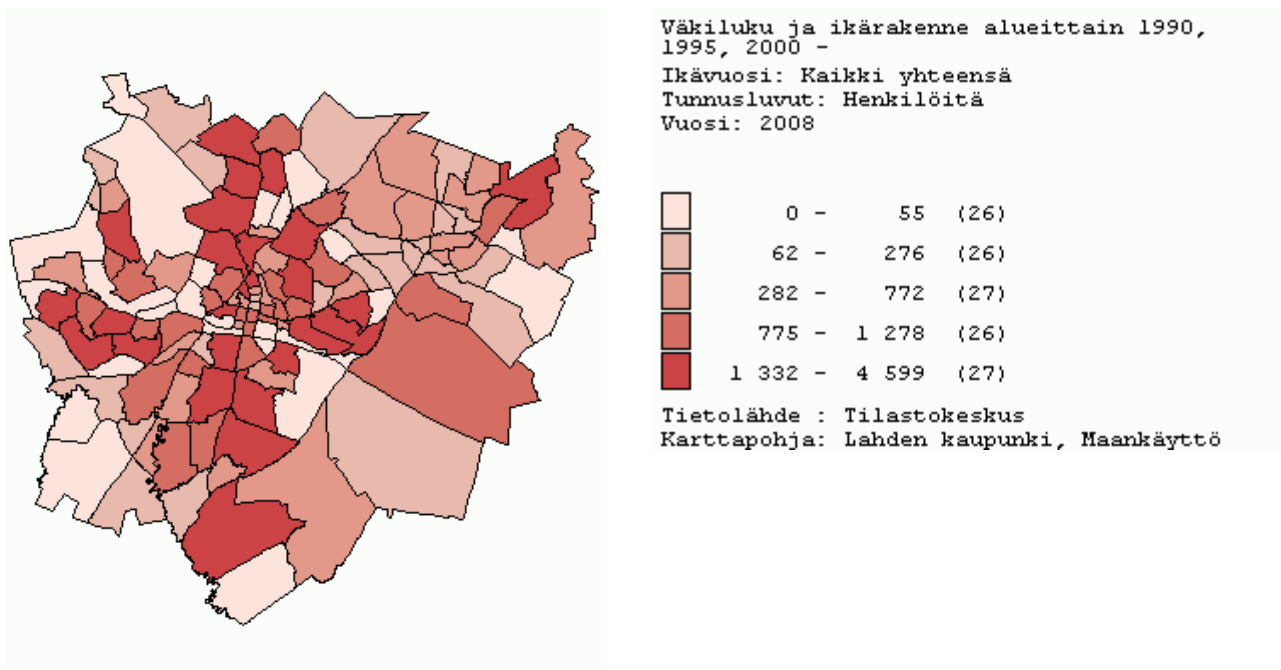 Väkiluku ja ikärakenne alueittain 1990,
1995, 2000 -
Ikävuosi: Kaikki yhteensä
Tunnusluvut: Henkilöitä
Vuosi: 2008
0 - 55 (26)
62 - 276 (26)
282 - 772 (27)
775 - 1 278 (26)
1 332 - 4 599 (27)
Tietolähde : Tilastokeskus
Karttapohja: Lahden kaupunki, Maankäyttö